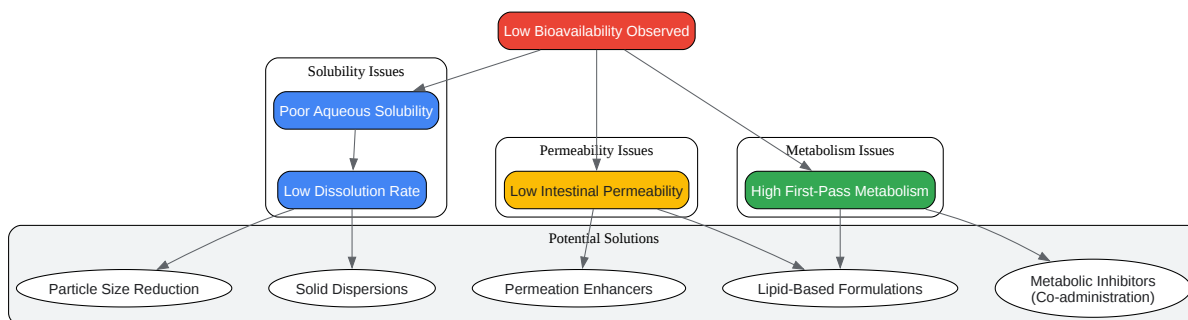 Low Bioavailability Observed
Solubility Issues
Poor Aqueous Solubility
Permeability Issues
Metabolism Issues
Low Dissolution Rate
Low Intestinal Permeability
High First-Pass Metabolism
Potential Solutions
Particle Size Reduction
Solid Dispersions
Permeation Enhancers
Lipid-Based Formulations
Metabolic Inhibitors
(Co-administration)